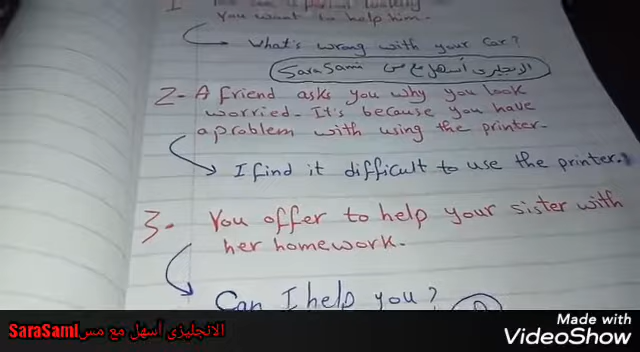 You want to help him.
What's wrong with your car?
الإنجليزى أسهل مع مس SaraSami
2- A friend asks you why you look
worried. It's because you have
a problem with using the printer.
I find it difficult to use the printer.
3- You offer to help your sister with
her homework.
Can I help you?
الانجليزى أسهل مع مس SaraSami
Made with
VideoShow